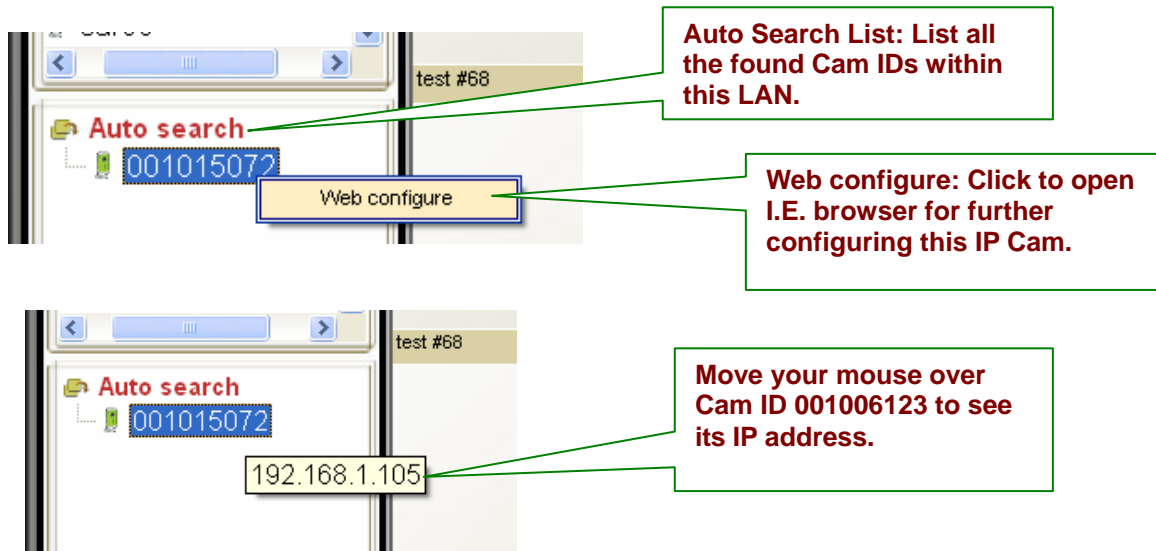 Auto Search List: List all
the found Cam IDs within
this LAN.
test #68
Auto search
001015072
Web configure
Web configure: Click to open
I.E. browser for further
configuring this IP Cam.
test #68
Auto search
001015072
192.168.1.105
Move your mouse over
Cam ID 001006123 to see
its IP address.